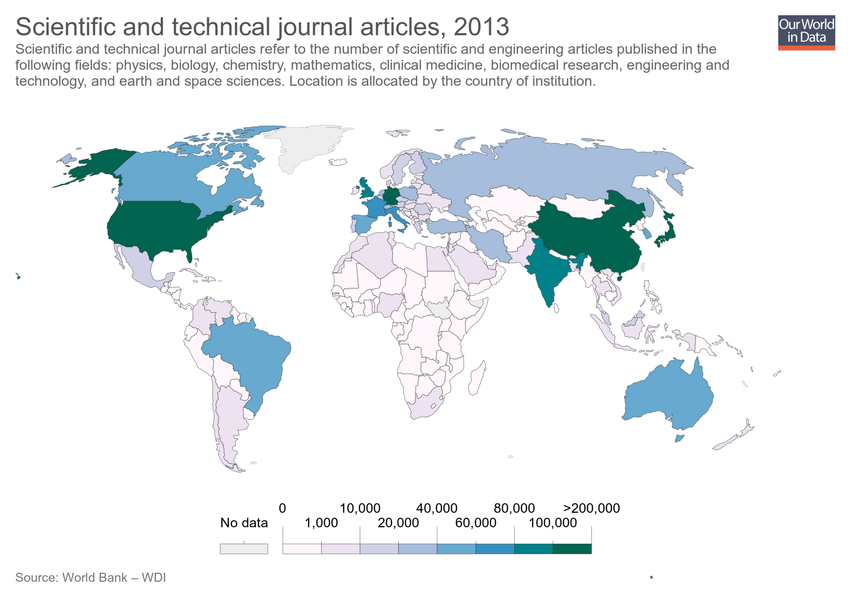 Scientific and technical journal articles, 2013
Our World
in Data
Scientific and technical journal articles refer to the number of scientific and engineering articles published in the
following fields: physics, biology, chemistry, mathematics, clinical medicine, biomedical research, engineering and
technology, and earth and space sciences. Location is allocated by the country of institution.
0 10,000 40,000 80,000 >200,000
No data 1,000 20,000 60,000 100,000
Source: World Bank – WDI